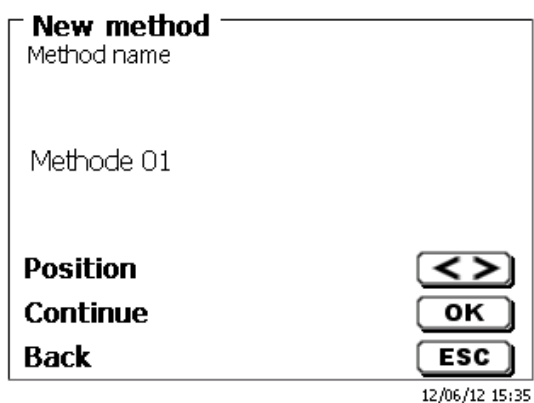 New method
Method name
Methode 01
Position < >
Continue OK
Back ESC
12/06/12 15:35